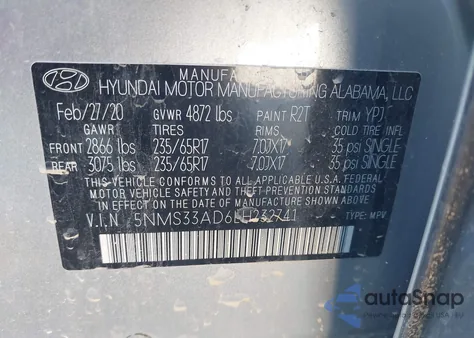 MANUFA
HYUNDAI MOTOR MANUFACTURING ALABAMA, LLC
Feb/27/20 GVWR 4872 lbs PAINT R2T TRIM YPJ
GAWR TIRES RIMS COLD TIRE INFL
FRONT 2866 lbs 235/65R17 7.0JX17 35 psi SINGLE
REAR 3075 lbs 235/65R17 7.0JX17 35 psi SINGLE
THIS VEHICLE CONFORMS TO ALL APPLICABLE U.S.A. FEDERAL MOTOR
VEHICLE SAFETY AND THEFT PREVENTION STANDARDS
IN EFFECT ON THE DATE OF MANUFACTURE SHOWN ABOVE
V.I.N 5NMS33AD6LH232741 TYPE: MPV
autoSnap